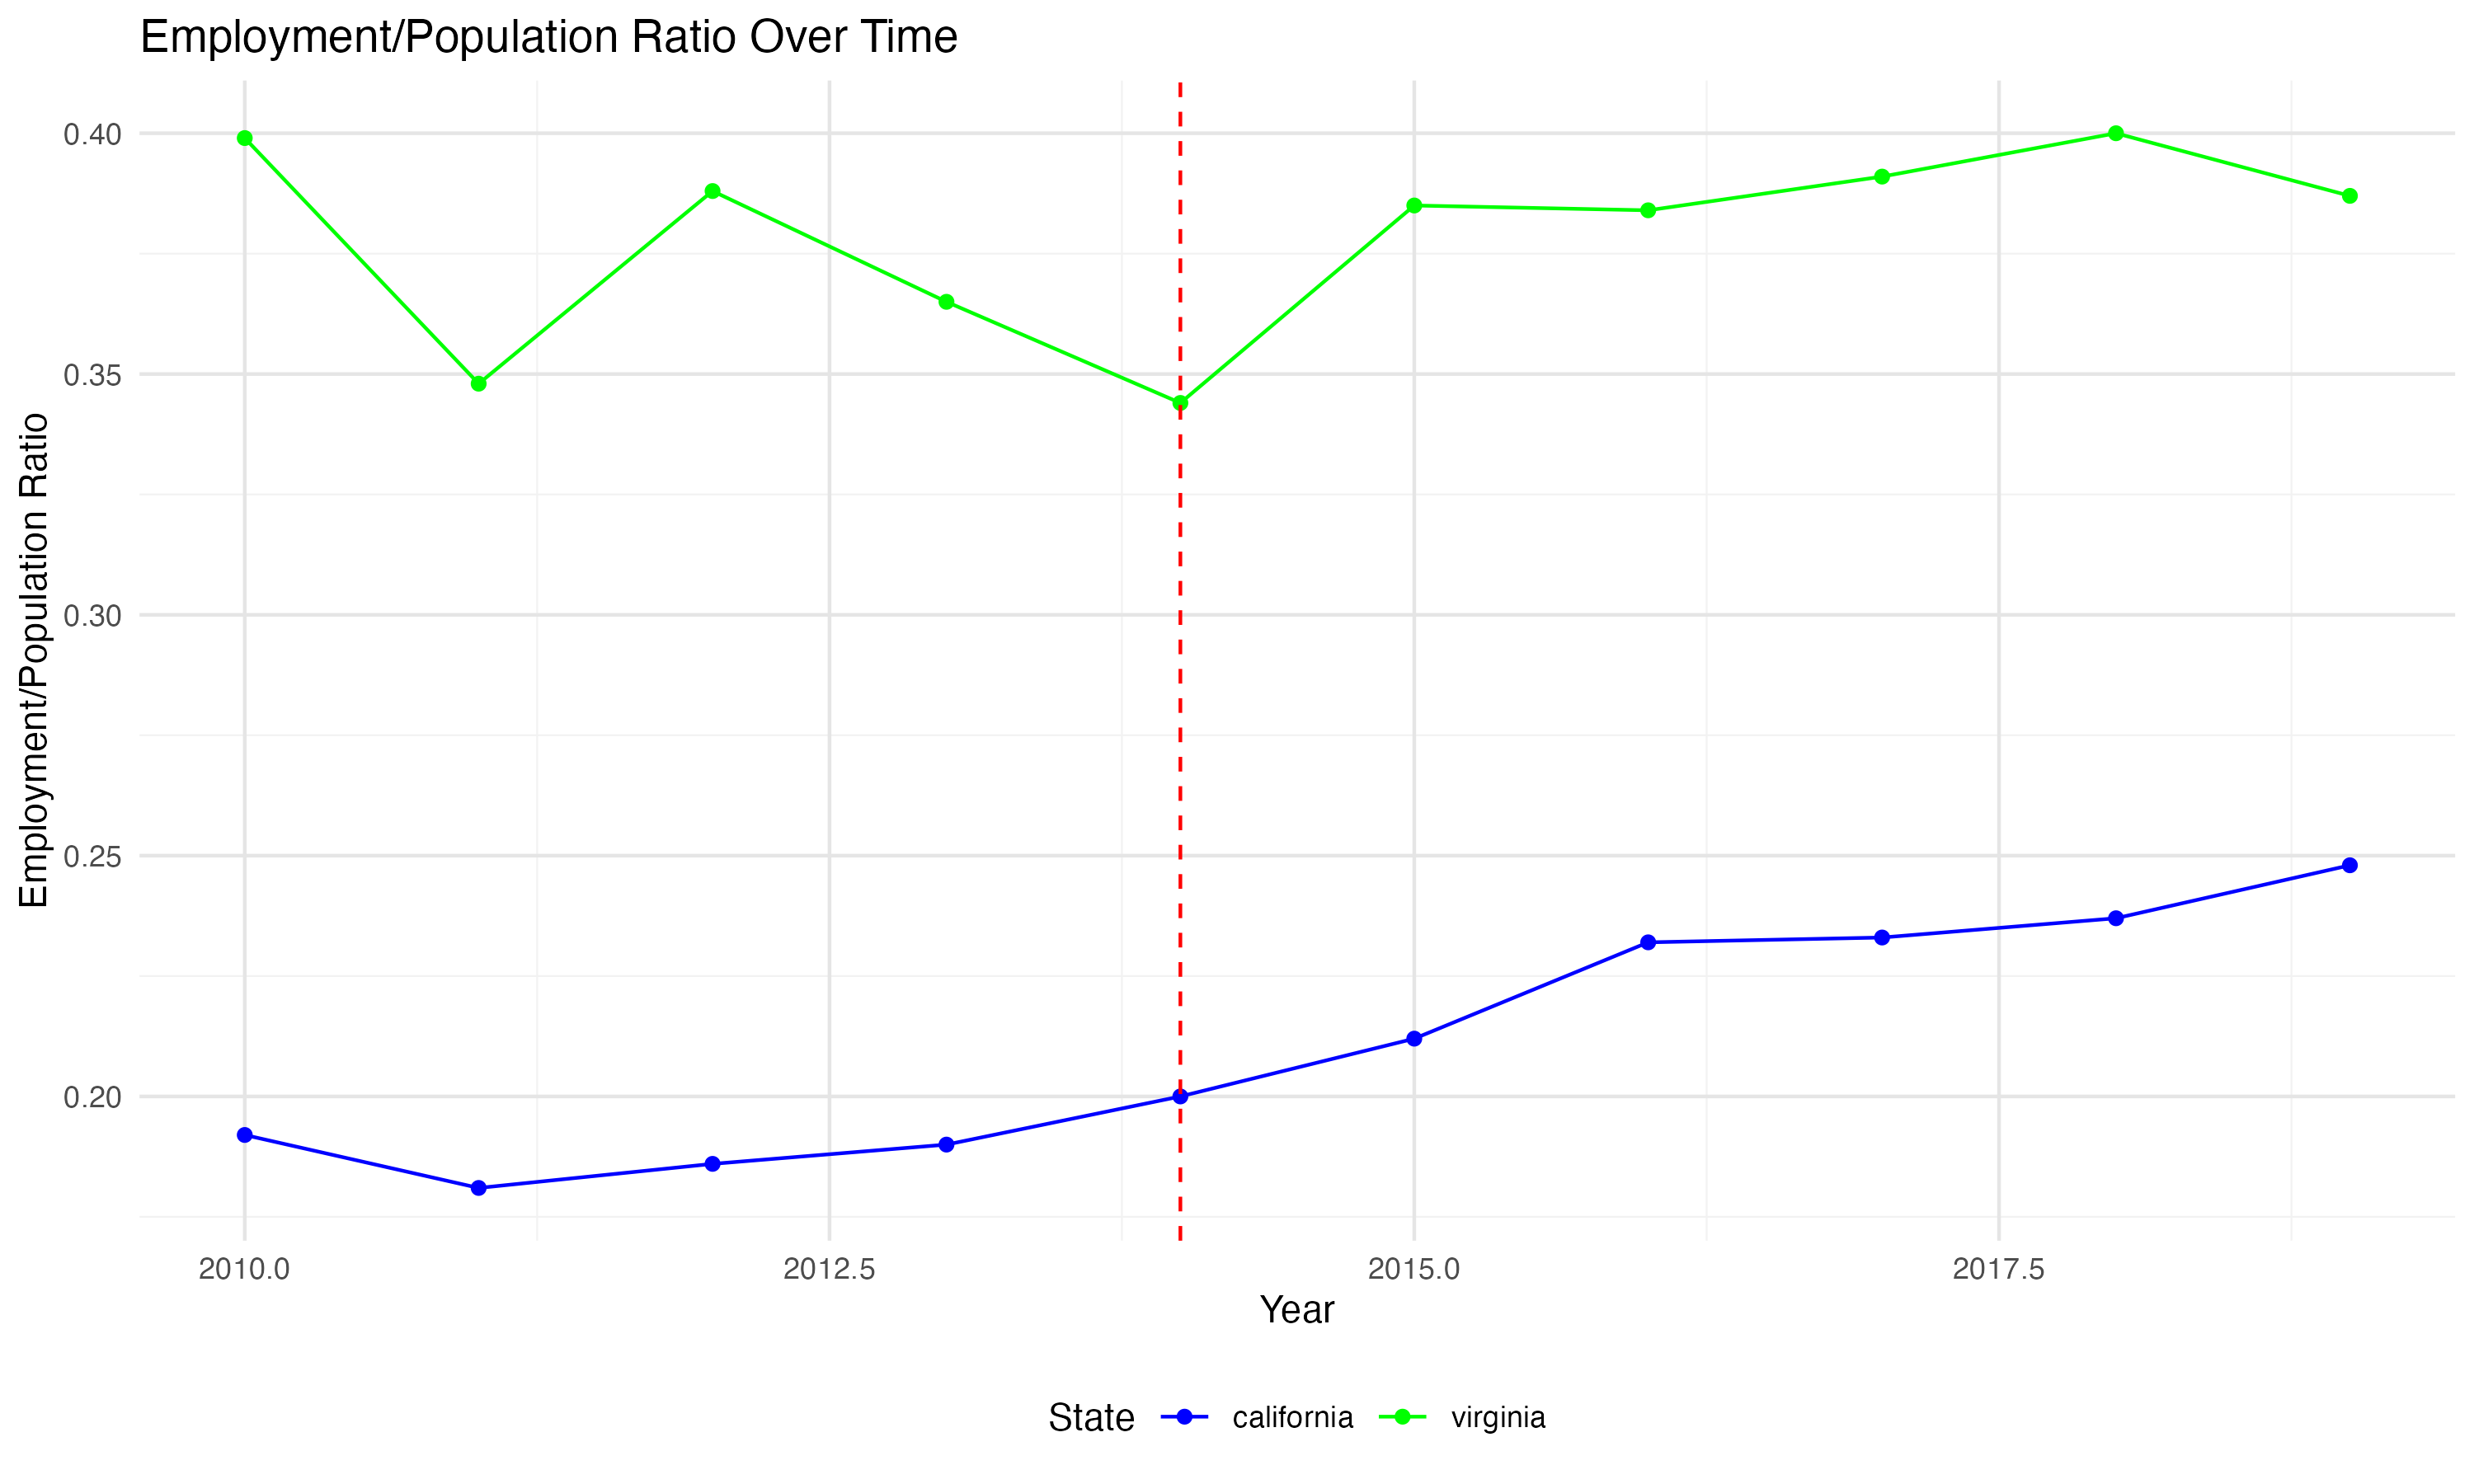 Employment/Population Ratio Over Time
Employment/Population Ratio
0.40
0.35
0.30
0.25
0.20
2010.0
2012.5
2015.0
2017.5
Year
State
california
virginia